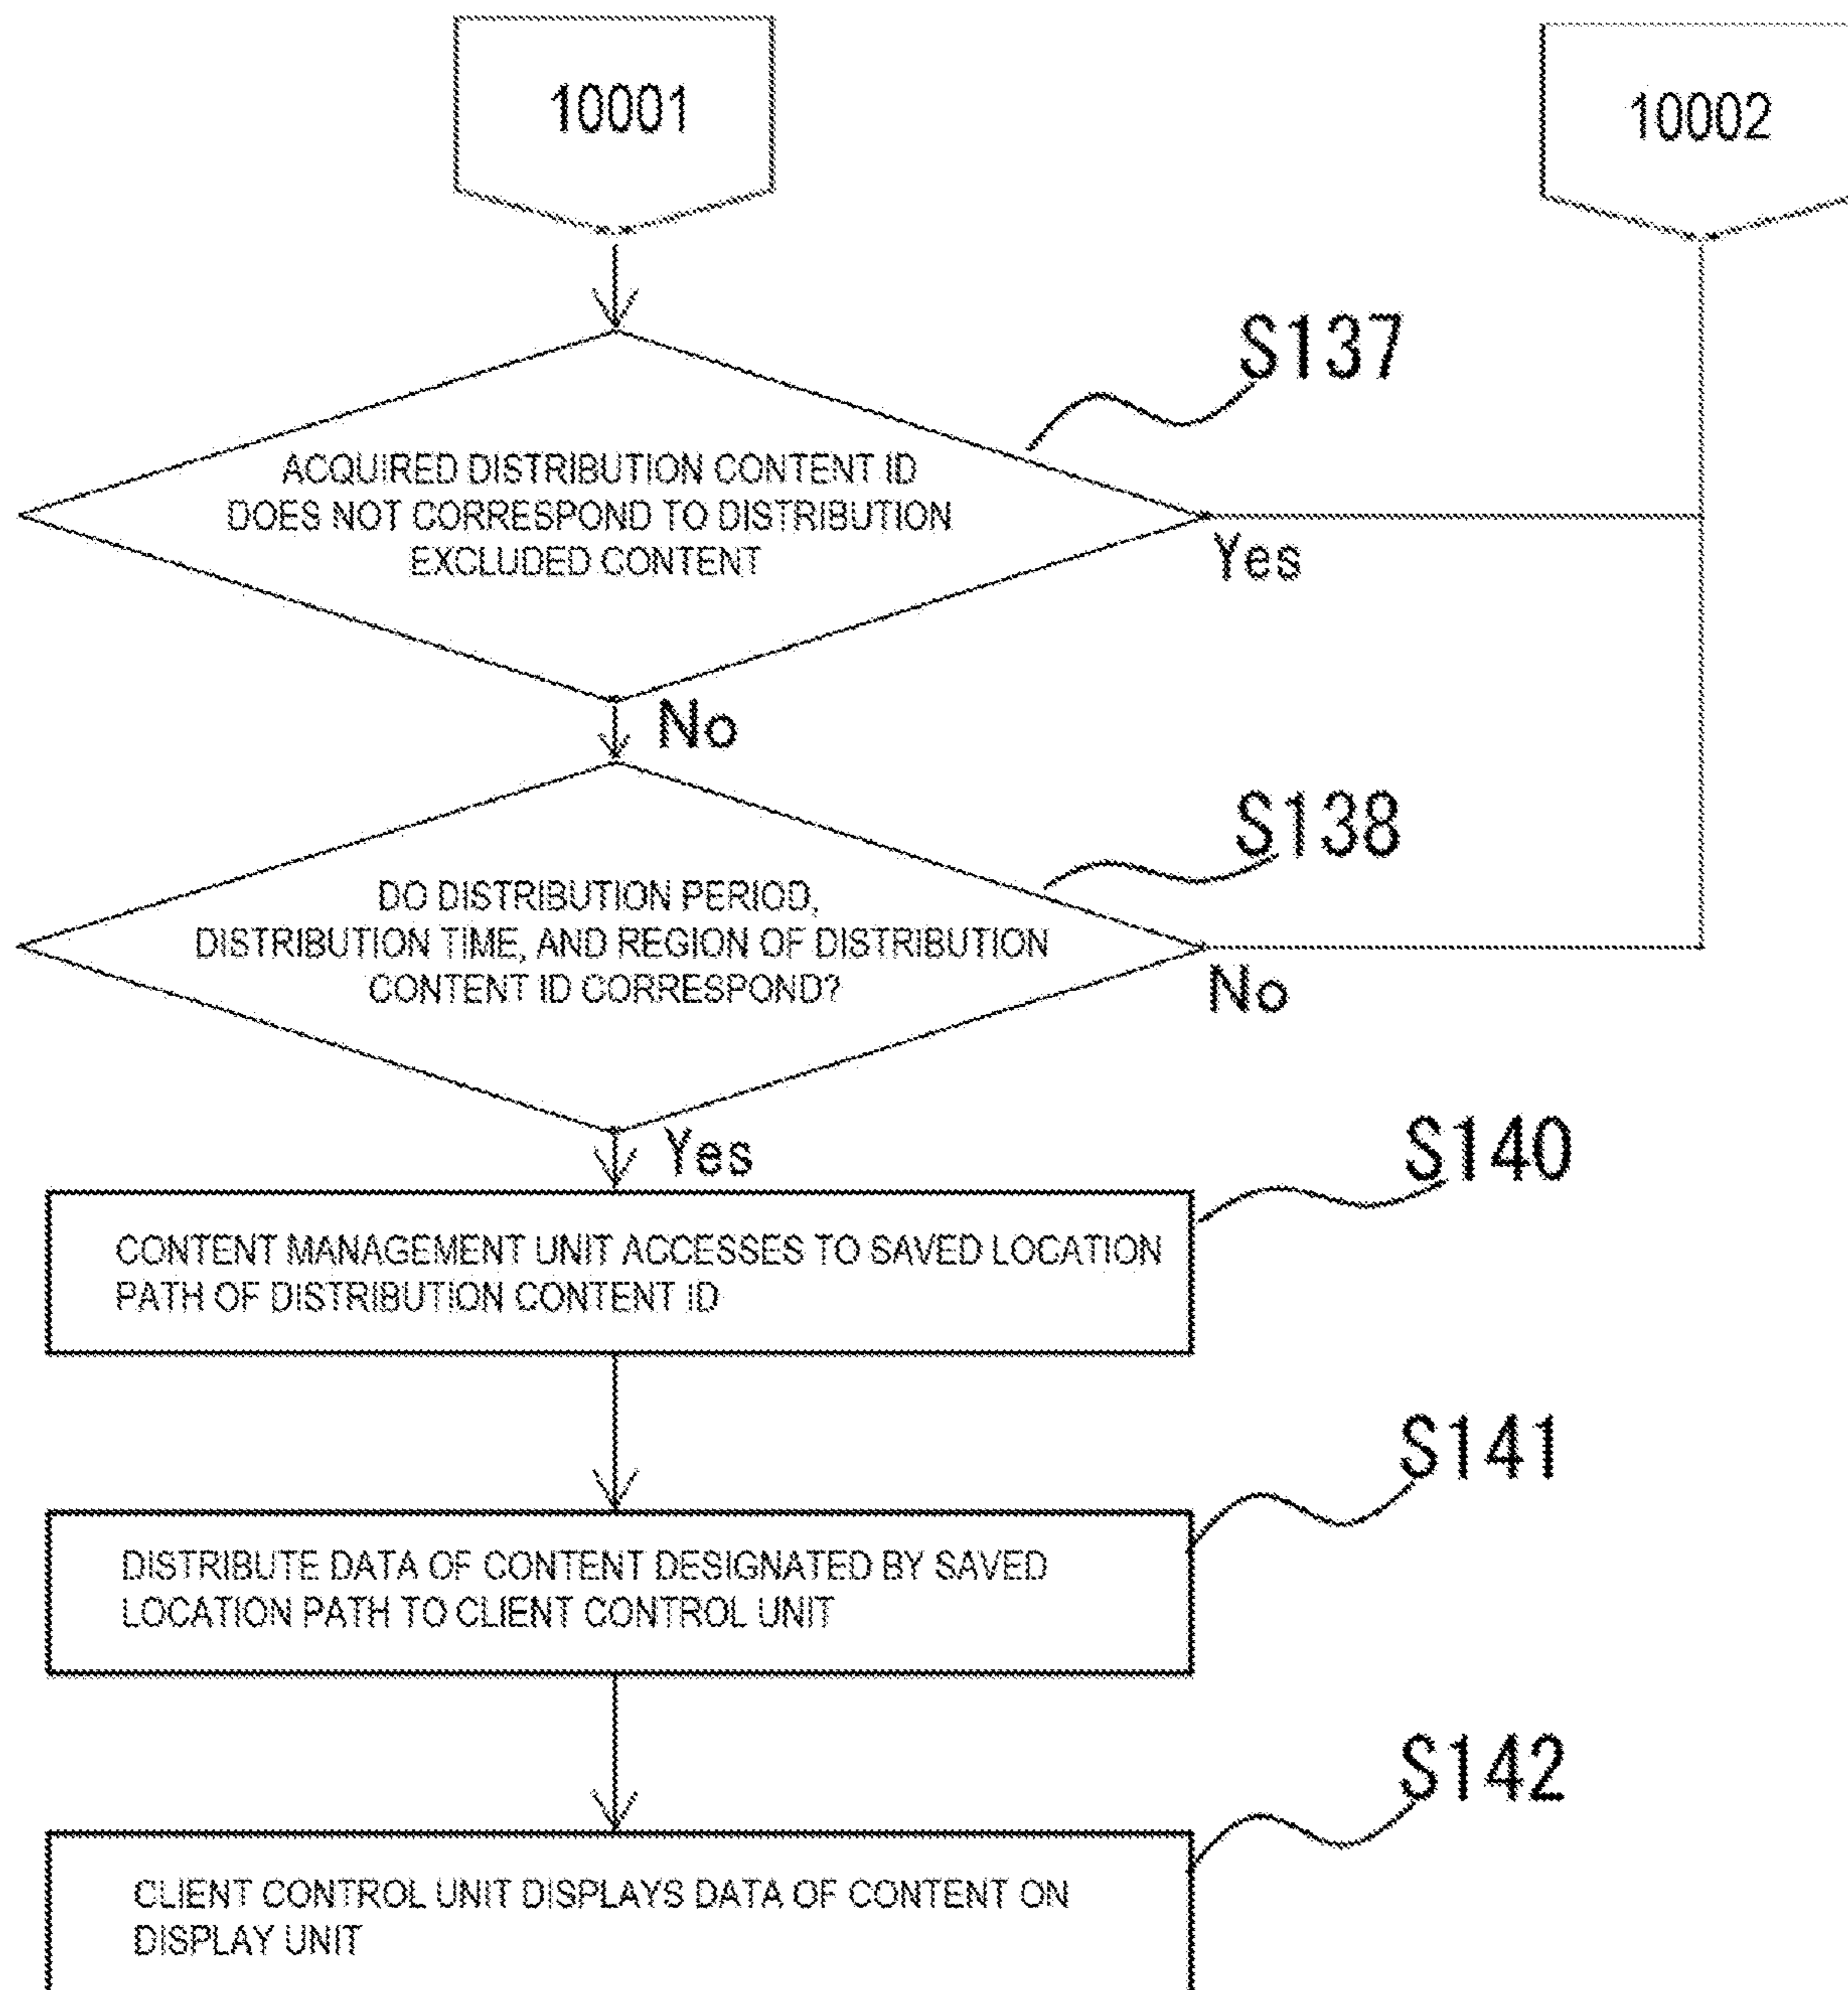 10001
10002
S137
ACQUIRED DISTRIBUTION CONTENT ID
DOES NOT CORRESPOND TO DISTRIBUTION
EXCLUDED CONTENT
Yes
No
S138
DO DISTRIBUTION PERIOD,
DISTRIBUTION TIME, AND REGION OF DISTRIBUTION
CONTENT ID CORRESPOND?
No
Yes
S140
CONTENT MANAGEMENT UNIT ACCESSES TO SAVED LOCATION
PATH OF DISTRIBUTION CONTENT ID
S141
DISTRIBUTE DATA OF CONTENT DESIGNATED BY SAVED
LOCATION PATH TO CLIENT CONTROL UNIT
S142
CLIENT CONTROL UNIT DISPLAYS DATA OF CONTENT ON
DISPLAY UNIT